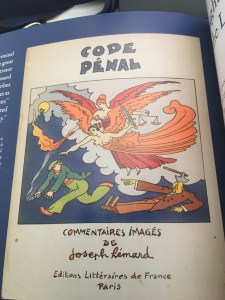 CODE
PÉNAL
COMMENTAIRES IMAGÉS
DE
Joseph Hémard
Editions Littéraires de France
Paris